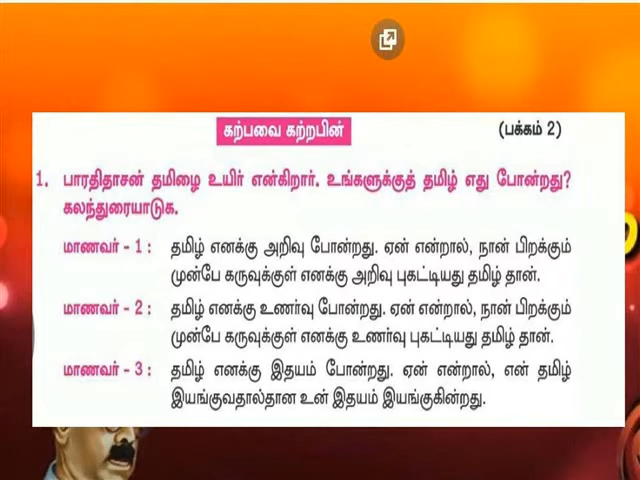 கற்பவை கற்றபின்
(பக்கம் 2)
1. பாரதிதாசன் தமிழை உயிர் என்கிறார். உங்களுக்குத் தமிழ் எது போன்றது?
கலந்துரையாடுக.
மாணவர் - 1 : தமிழ் எனக்கு அறிவு போன்றது. ஏன் என்றால், நான் பிறக்கும்
முன்பே கருவுக்குள் எனக்கு அறிவு புகட்டியது தமிழ் தான்.
மாணவர் - 2 : தமிழ் எனக்கு உணர்வு போன்றது. ஏன் என்றால், நான் பிறக்கும்
முன்பே கருவுக்குள் எனக்கு உணர்வு புகட்டியது தமிழ் தான்.
மாணவர் - 3 : தமிழ் எனக்கு இதயம் போன்றது. ஏன் என்றால், என் தமிழ்
இயங்குவதால்தான உன் இதயம் இயங்குகின்றது.